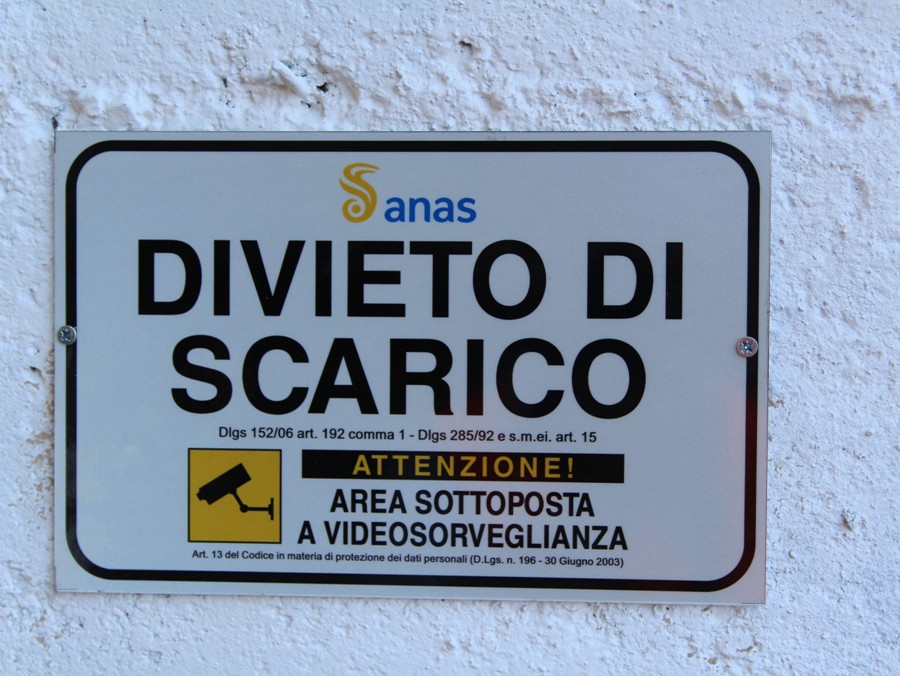 anas
DIVIETO DI
SCARICO
Dlgs 152/06 art. 192 comma 1 - Dlgs 285/92 e s.m.ei. art. 15
ATTENZIONE!
AREA SOTTOPOSTA
A VIDEOSORVEGLIANZA
Art. 13 del Codice in materia di protezione dei dati personali (D.Lgs. n. 196 - 30 Giugno 2003)